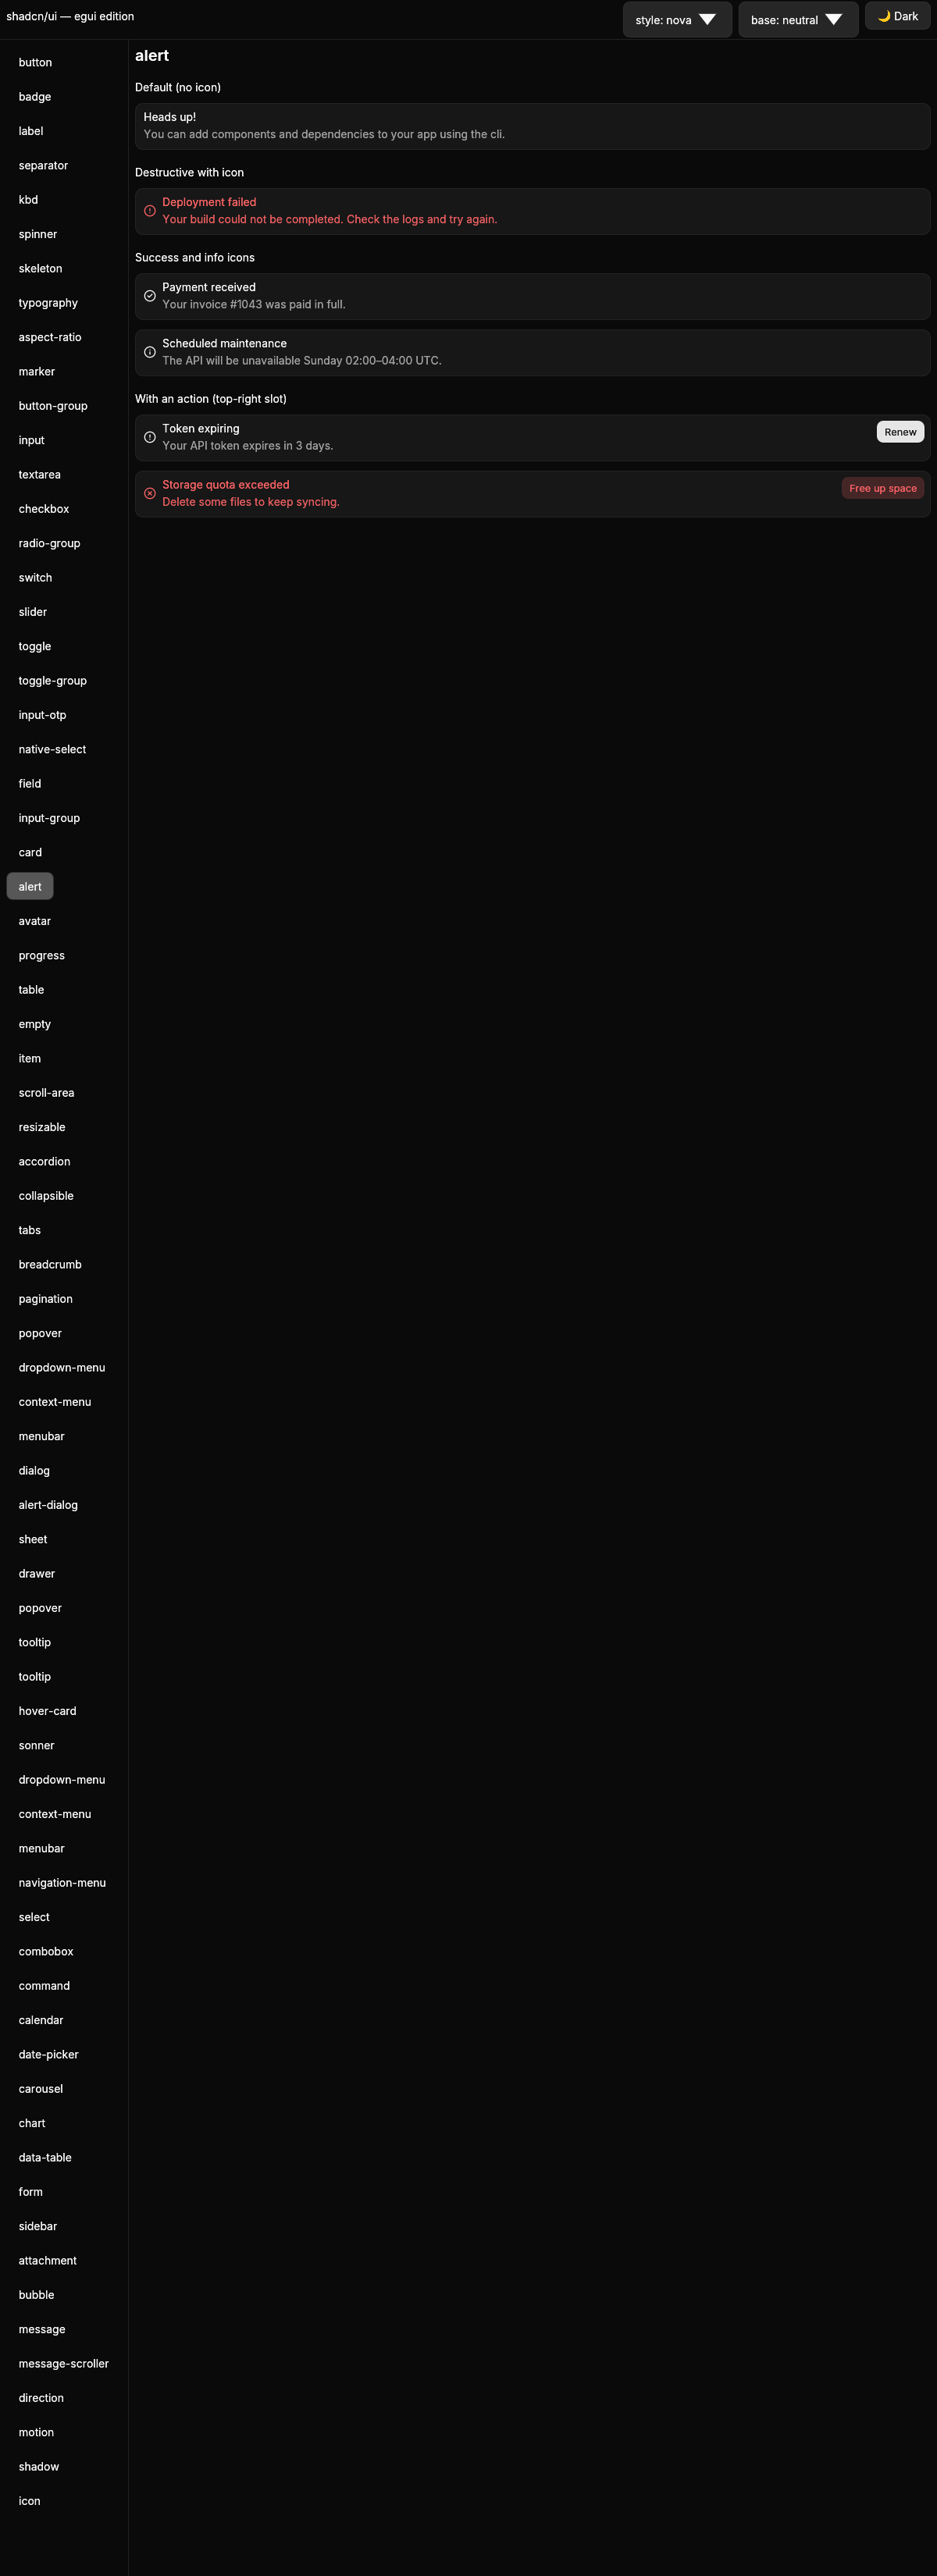 shadcn/ui — egui edition
style: nova
base: neutral
🌙 Dark
button
badge
label
separator
kbd
spinner
skeleton
typography
aspect-ratio
marker
button-group
input
textarea
checkbox
radio-group
switch
slider
toggle
toggle-group
input-otp
native-select
field
input-group
card
alert
avatar
progress
table
empty
item
scroll-area
resizable
accordion
collapsible
tabs
breadcrumb
pagination
popover
dropdown-menu
context-menu
menubar
dialog
alert-dialog
sheet
drawer
popover
tooltip
tooltip
hover-card
sonner
dropdown-menu
context-menu
menubar
navigation-menu
select
combobox
command
calendar
date-picker
carousel
chart
data-table
form
sidebar
attachment
bubble
message
message-scroller
direction
motion
shadow
icon
alert
Default (no icon)
Heads up!
You can add components and dependencies to your app using the cli.
Destructive with icon
Deployment failed
Your build could not be completed. Check the logs and try again.
Success and info icons
Payment received
Your invoice #1043 was paid in full.
Scheduled maintenance
The API will be unavailable Sunday 02:00–04:00 UTC.
With an action (top-right slot)
Token expiring
Your API token expires in 3 days.
Renew
Storage quota exceeded
Delete some files to keep syncing.
Free up space